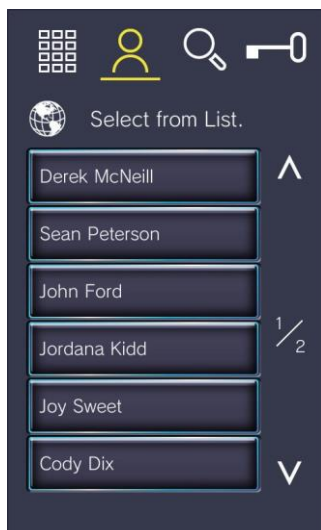 Select from List.
Derek McNeill
Sean Peterson
John Ford
1/2
Jordana Kidd
Joy Sweet
Cody Dix